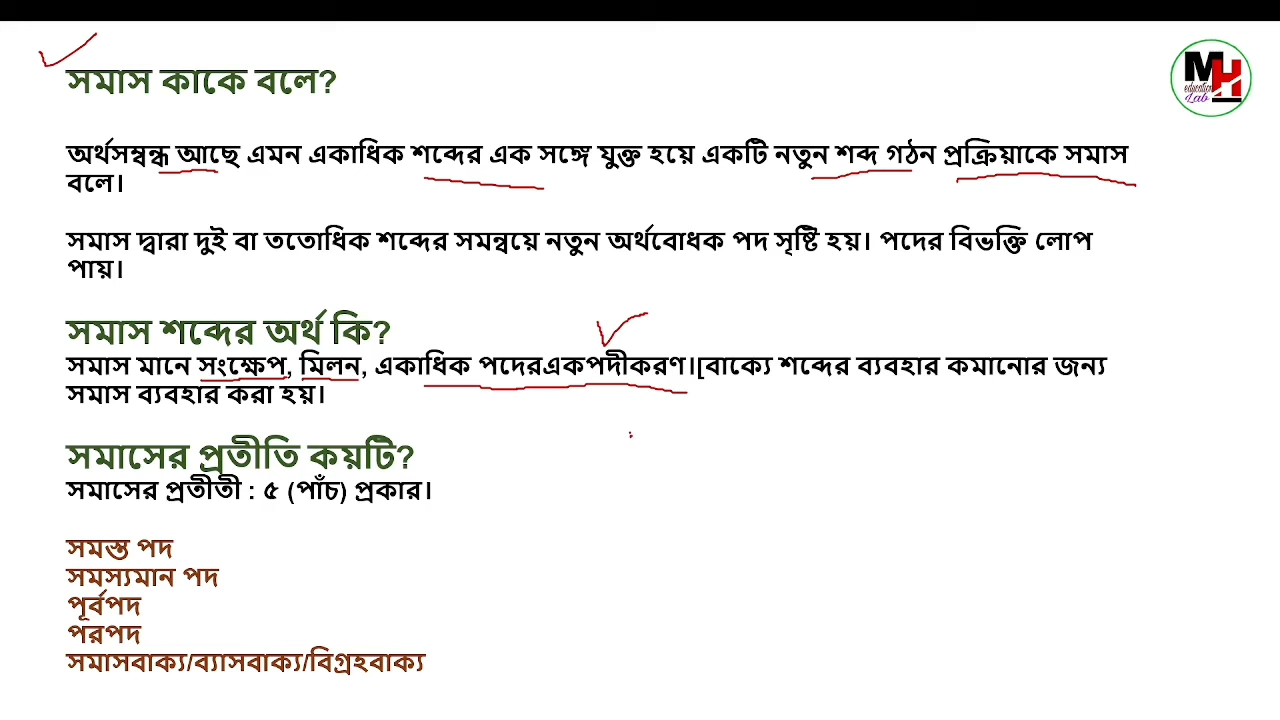 সমাস কাকে বলে?
MH
education
Lab
অর্থসম্বন্ধ আছে এমন একাধিক শব্দের এক সঙ্গে যুক্ত হয়ে একটি নতুন শব্দ গঠন প্রক্রিয়াকে সমাস
বলে।
সমাস দ্বারা দুই বা ততোধিক শব্দের সমন্বয়ে নতুন অর্থবোধক পদ সৃষ্টি হয়। পদের বিভক্তি লোপ
পায়।
সমাস শব্দের অর্থ কি?
সমাস মানে সংক্ষেপ, মিলন, একাধিক পদেরএকপদীকরণ।[বাক্যে শব্দের ব্যবহার কমানোর জন্য
সমাস ব্যবহার করা হয়।
সমাসের প্রতীতি কয়টি?
সমাসের প্রতীতী : ৫ (পাঁচ) প্রকার।
সমস্ত পদ
সমস্যমান পদ
পূর্বপদ
পরপদ
সমাসবাক্য/ব্যাসবাক্য/বিগ্রহবাক্য